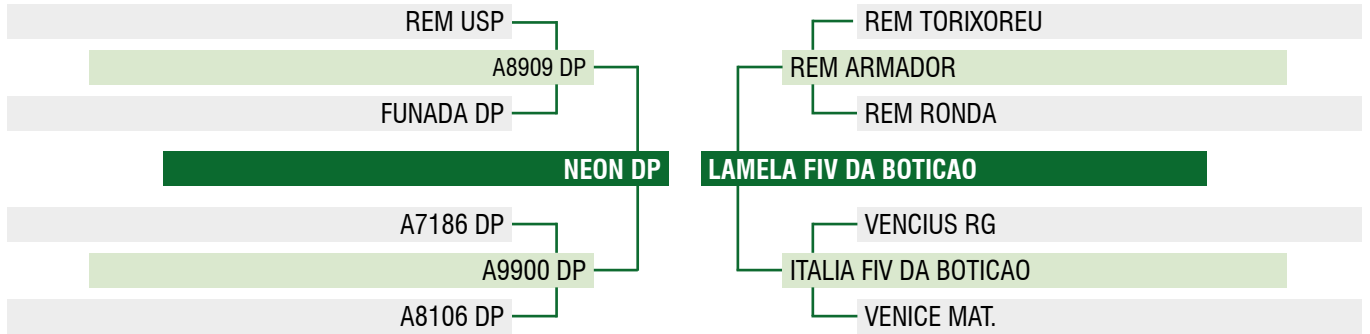 REM USP
A8909 DP
FUNADA DP
NEON DP
A7186 DP
A9900 DP
A8106 DP
REM TORIXOREU
REM ARMADOR
REM RONDA
LAMELA FIV DA BOTICAO
VENCIUS RG
ITALIA FIV DA BOTICAO
VENICE MAT.